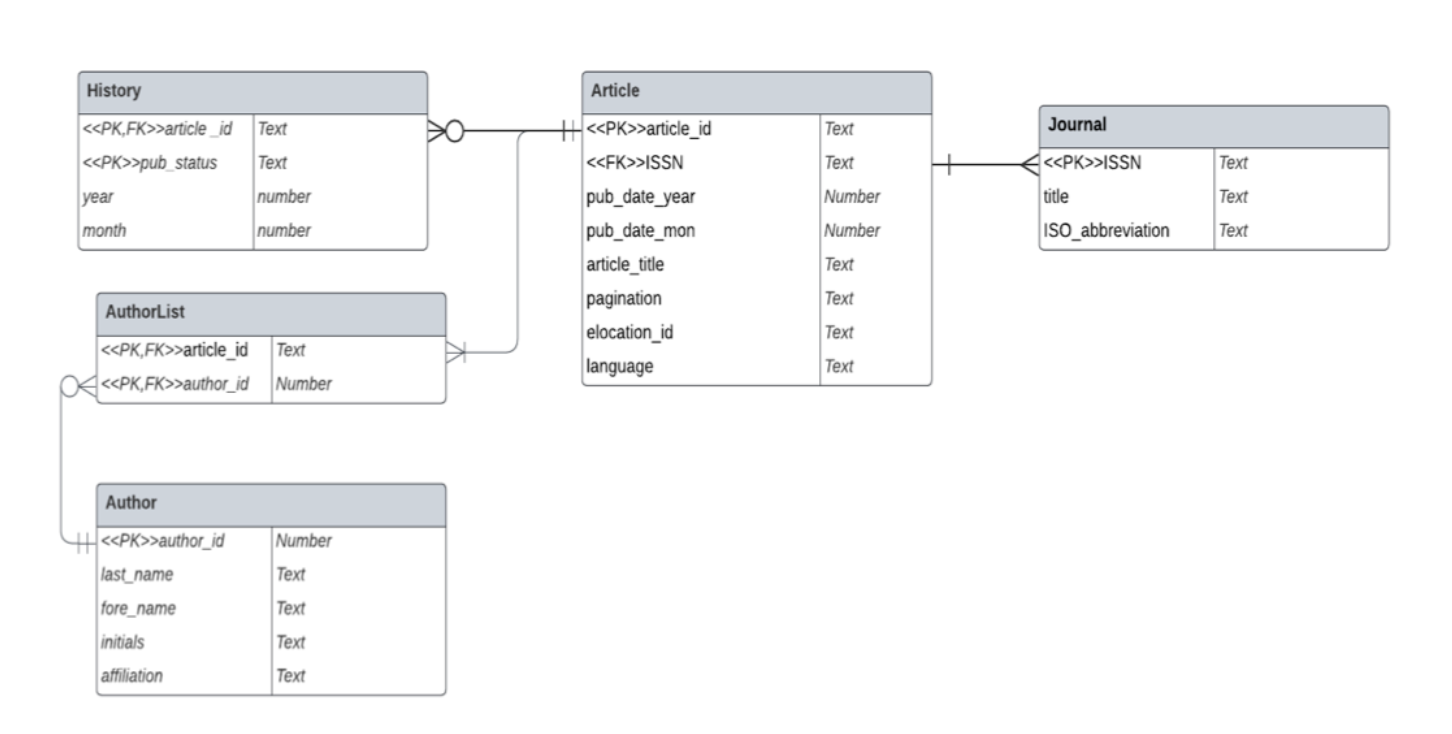 History
<<PK,FK>>article _id Text
<<PK>>pub_status Text
year number
month number
Article
<<PK>>article_id Text
<<FK>>ISSN Text
pub_date_year Number
pub_date_mon Number
article_title Text
pagination Text
elocation_id Text
language Text
Journal
<<PK>>ISSN Text
title Text
ISO_abbreviation Text
AuthorList
<<PK,FK>>article_id Text
<<PK,FK>>author_id Number
Author
<<PK>>author_id Number
last_name Text
fore_name Text
initials Text
affiliation Text